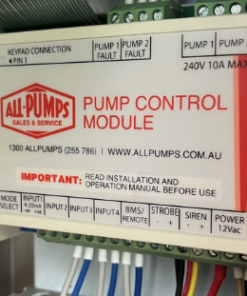 KEYPAD CONNECTION
PIN 1
PUMP 1 FAULT
PUMP 2 FAULT
PUMP 1
PUMP
240V 10A MAX
ALL-PUMPS
SALES & SERVICE
PUMP CONTROL
MODULE
1300 ALLPUMPS (255 786) | WWW.ALLPUMPS.COM.AU
IMPORTANT: READ INSTALLATION AND
OPERATION MANUAL BEFORE USE
MODE
SELECT
INPUT1
INPUT2
INPUT3
INPUT4
BMS/
REMOTE
STROBE
- +
SIREN
- +
POWER
12Vac